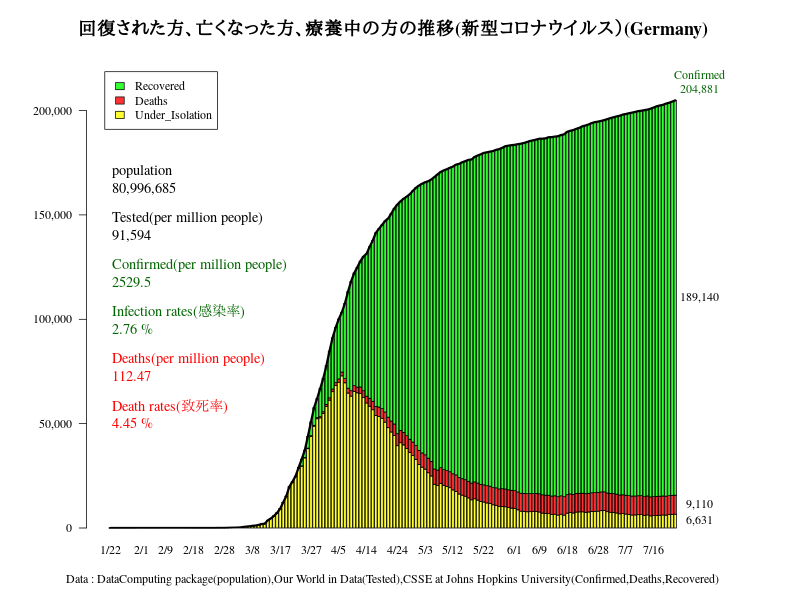 回復された方、亡くなった方、療養中の方の推移(新型コロナウイルス）(Germany)
Recovered
Deaths
Under_Isolation
Confirmed
204,881
population
80,996,685
Tested(per million people)
91,594
Confirmed(per million people)
2529.5
Infection rates(感染率)
2.76 %
Deaths(per million people)
112.47
Death rates(致死率)
4.45 %
200,000
150,000
100,000
50,000
0
189,140
9,110
6,631
1/22 2/1 2/9 2/18 2/28 3/8 3/17 3/27 4/5 4/14 4/24 5/3 5/12 5/22 6/1 6/9 6/18 6/28 7/7 7/16
Data : DataComputing package(population),Our World in Data(Tested),CSSE at Johns Hopkins University(Confirmed,Deaths,Recovered)